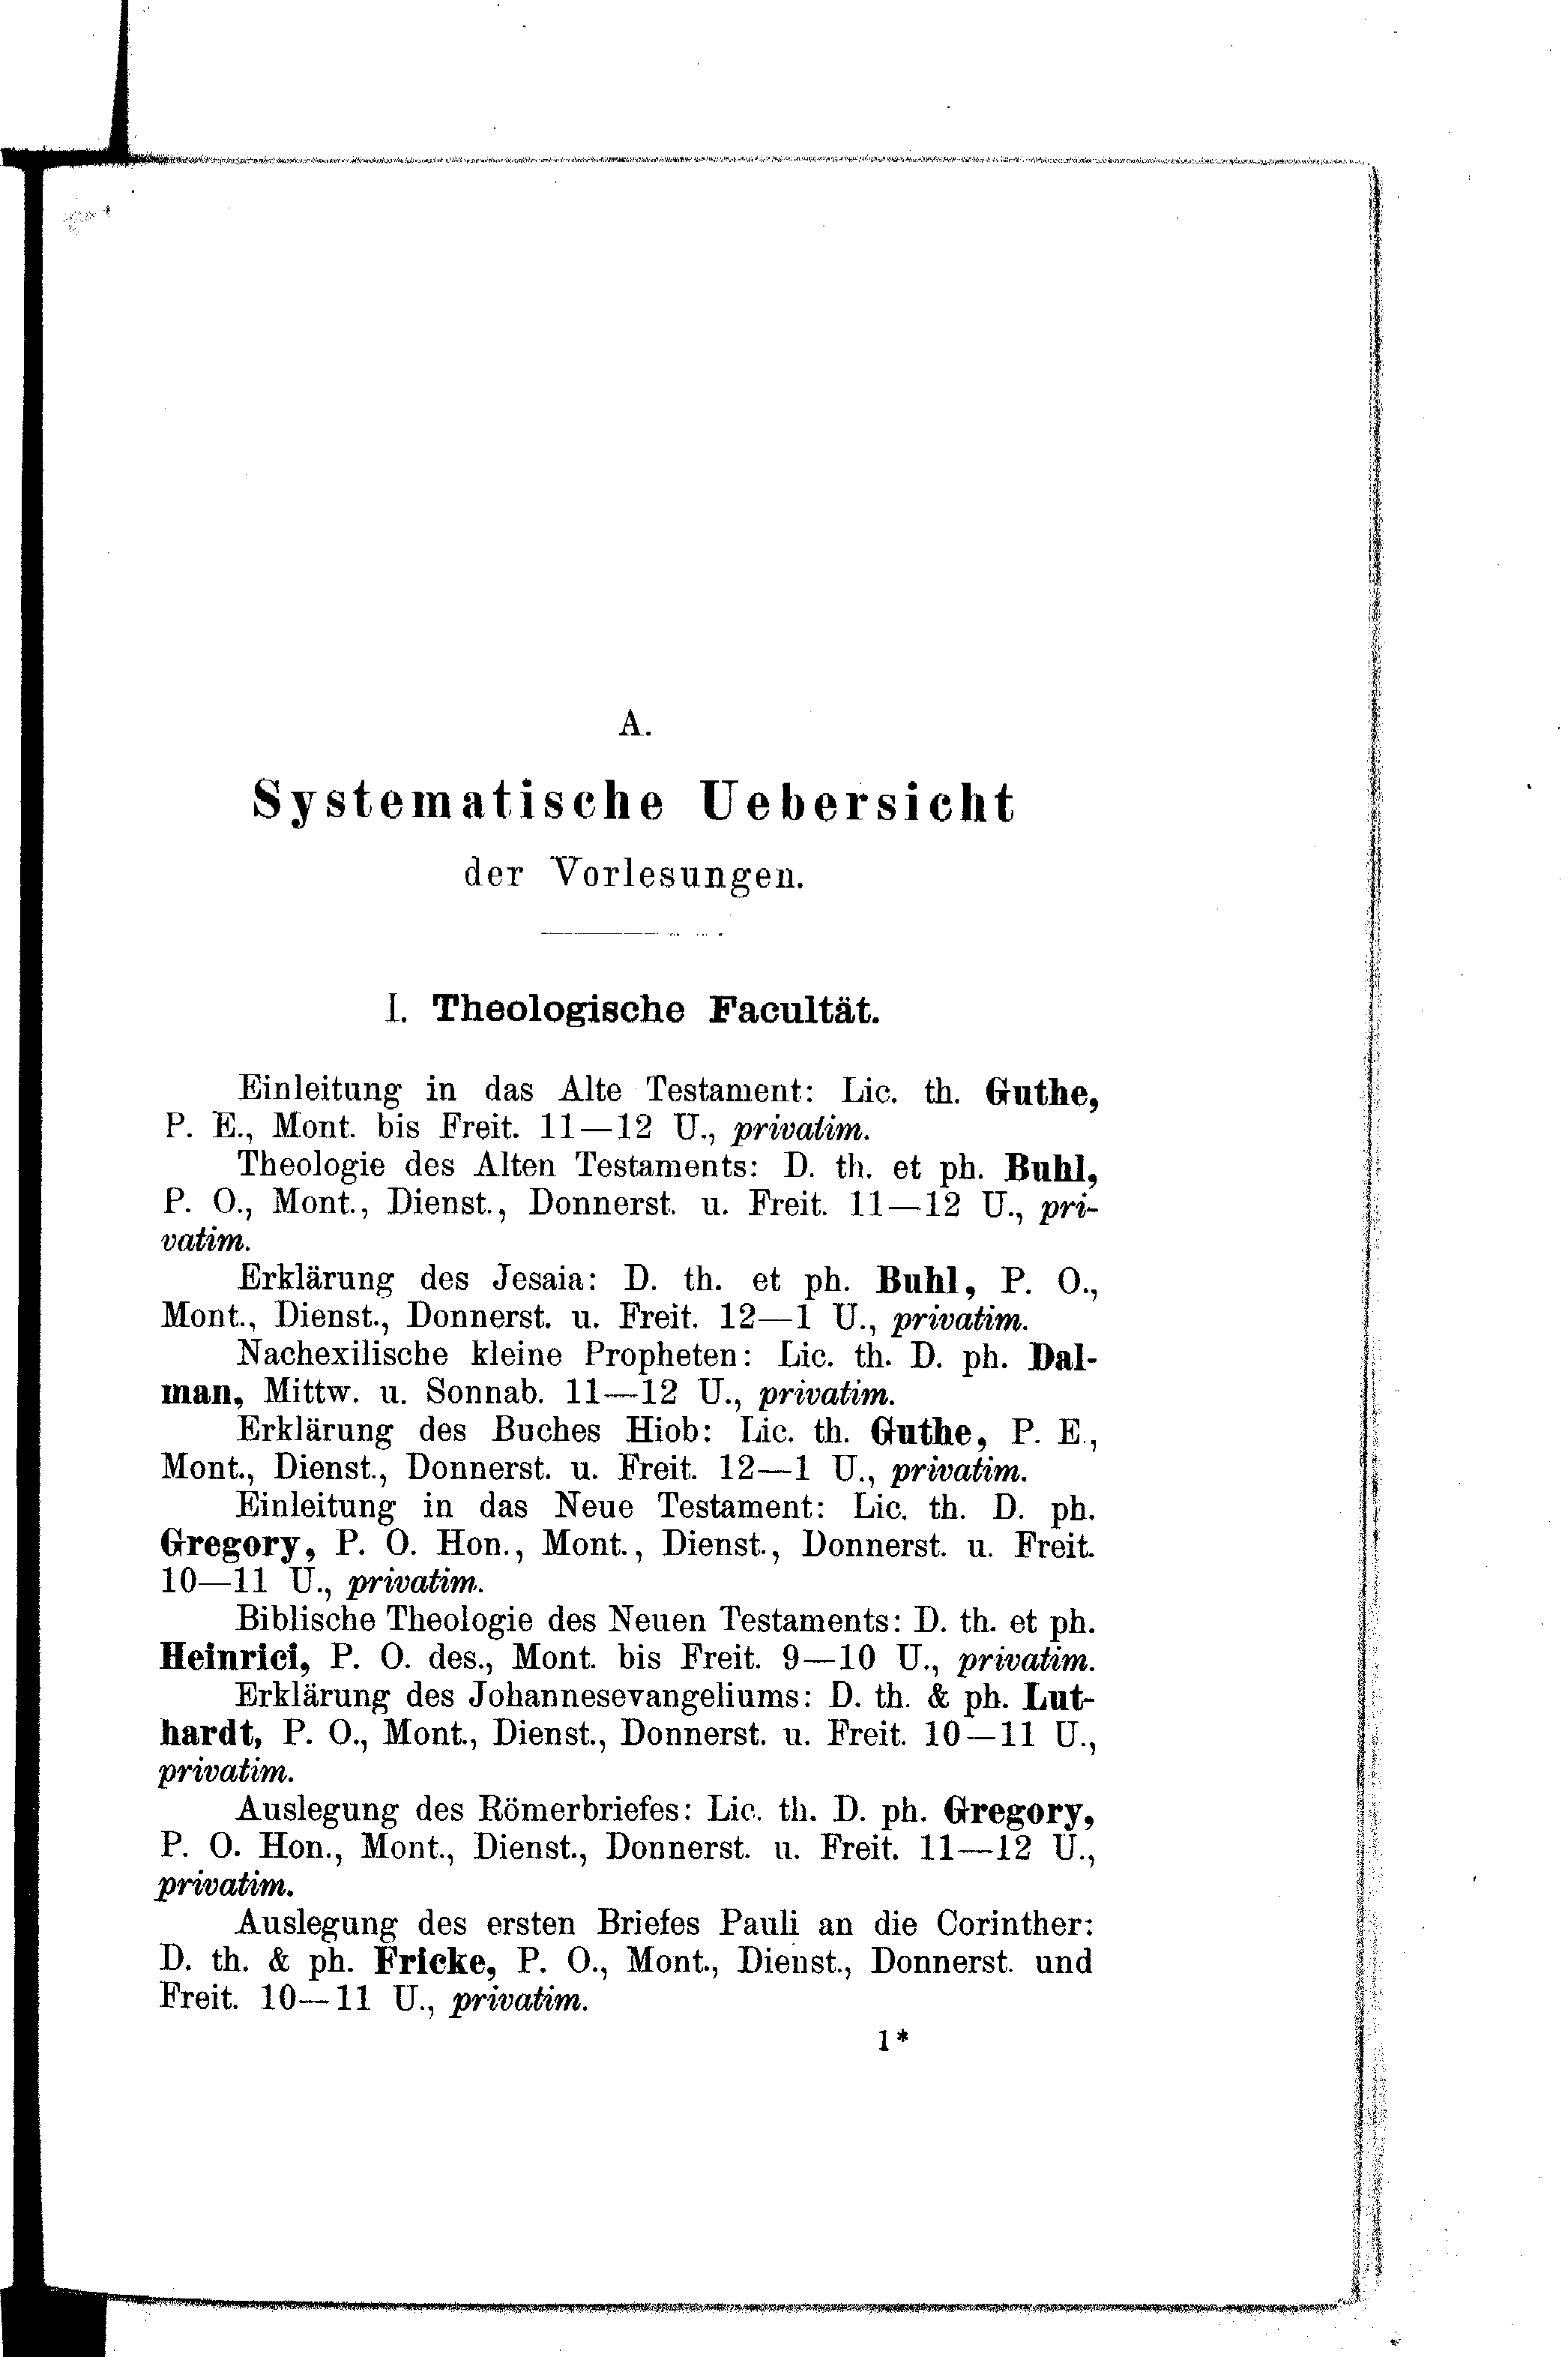 A.
Systematische Uebersicht
der Vorlesungen.
I. Theologische Facultät.
Einleitung in das Alte Testament: Lic. th. Guthe,
P. E., Mont. bis Freit. 11—12 U., privatim.
Theologie des Alten Testaments: D. th. et ph. Buhl,
P. O., Mont., Dienst., Donnerst. u. Freit. 11—12 U., pri-
vatim.
Erklärung des Jesaia: D. th. et ph. Buhl, P. O.,
Mont., Dienst., Donnerst. u. Freit. 12—1 U., privatim.
Nachexilische kleine Propheten: Lic. th. D. ph. Dal-
man, Mittw. u. Sonnab. 11—12 U., privatim.
Erklärung des Buches Hiob: Lic. th. Guthe, P. E.,
Mont., Dienst., Donnerst. u. Freit. 12—1 U., privatim.
Einleitung in das Neue Testament: Lic. th. D. ph.
Gregory, P. O. Hon., Mont., Dienst., Donnerst. u. Freit.
10—11 U., privatim.
Biblische Theologie des Neuen Testaments: D. th. et ph.
Heinrici, P. O. des., Mont. bis Freit. 9—10 U., privatim.
Erklärung des Johannesevangeliums: D. th. & ph. Lut-
hardt, P. O., Mont., Dienst., Donnerst. u. Freit. 10—11 U.,
privatim.
Auslegung des Römerbriefes: Lic. th. D. ph. Gregory,
P. O. Hon., Mont., Dienst., Donnerst. u. Freit. 11—12 U.,
privatim.
Auslegung des ersten Briefes Pauli an die Corinther:
D. th. & ph. Fricke, P. O., Mont., Dienst., Donnerst. und
Freit. 10—11 U., privatim.
1*